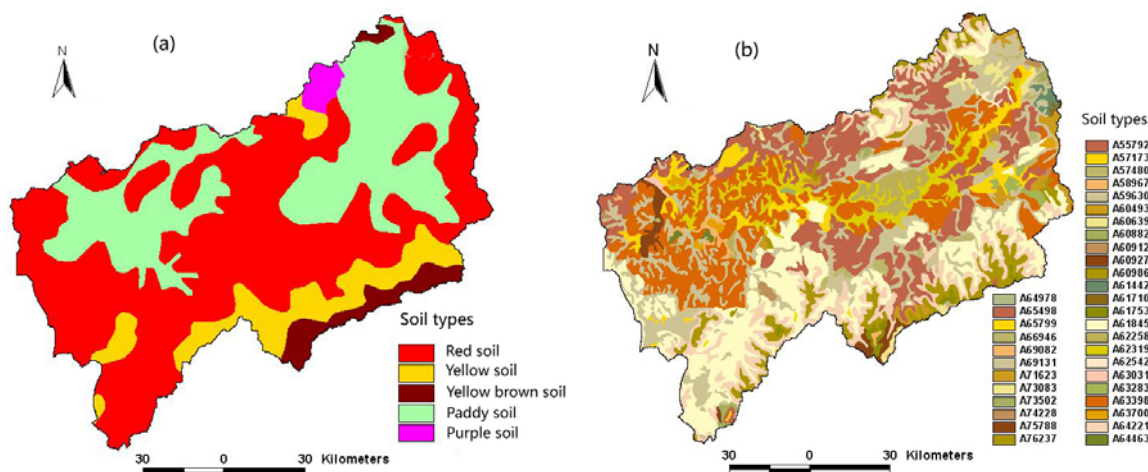 (a)
N
Soil types
Red soil
Yellow soil
Yellow brown soil
Paddy soil
Purple soil
30 0 30 Kilometers
(b)
N
Soil types
A55792
A57173
A57480
A58967
A59630
A60493
A60639
A60882
A60912
A60927
A60986
A61442
A61716
A61753
A61845
A62258
A62319
A62542
A63031
A63283
A63398
A63700
A64221
A64463
A64978
A65498
A65799
A66946
A69082
A69131
A71623
A73083
A73502
A74228
A75788
A76237
30 0 30
Kilometers